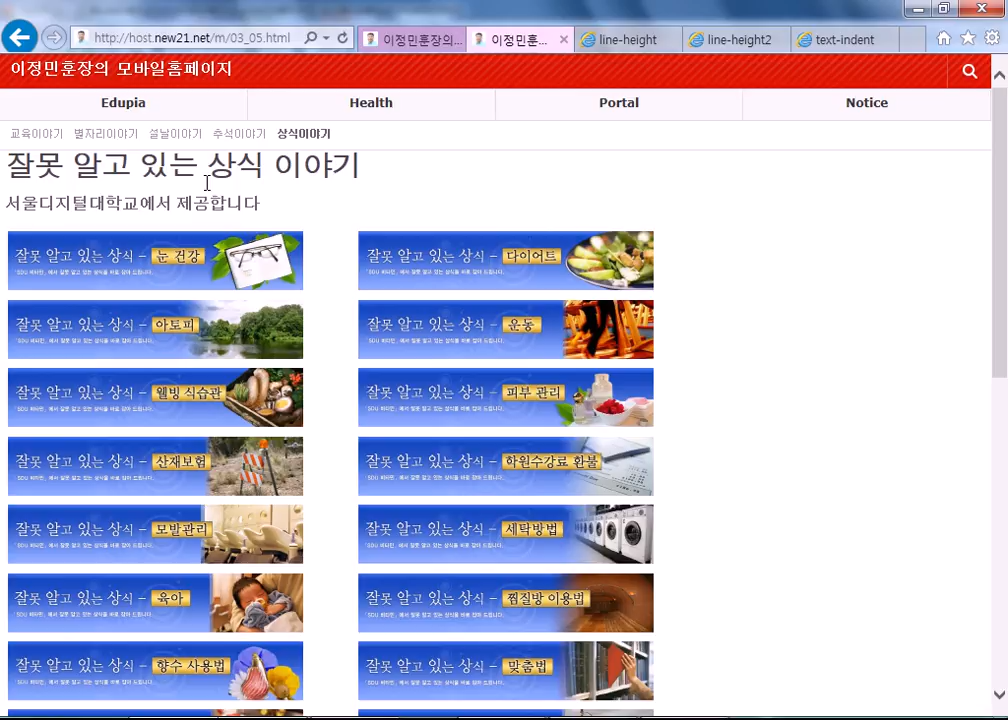 http://host.new21.net/m/03_05.html
이정민훈장의...
이정민훈...
line-height
line-height2
text-indent
이정민훈장의 모바일홈페이지
Edupia
Health
Portal
Notice
교육이야기 별자리이야기 설날이야기 추석이야기 상식이야기
잘못 알고 있는 상식 이야기
서울디지털대학교에서 제공합니다
잘못 알고 있는 상식 – 눈 건강
잘못 알고 있는 상식 – 다이어트
잘못 알고 있는 상식 – 아토피
잘못 알고 있는 상식 – 운동
잘못 알고 있는 상식 – 웰빙 식습관
잘못 알고 있는 상식 – 피부 관리
잘못 알고 있는 상식 – 산재보험
잘못 알고 있는 상식 – 학원수강료 환불
잘못 알고 있는 상식 – 모발관리
잘못 알고 있는 상식 – 세탁방법
잘못 알고 있는 상식 – 육아
잘못 알고 있는 상식 – 찜질방 이용법
잘못 알고 있는 상식 – 향수 사용법
잘못 알고 있는 상식 – 맞춤법